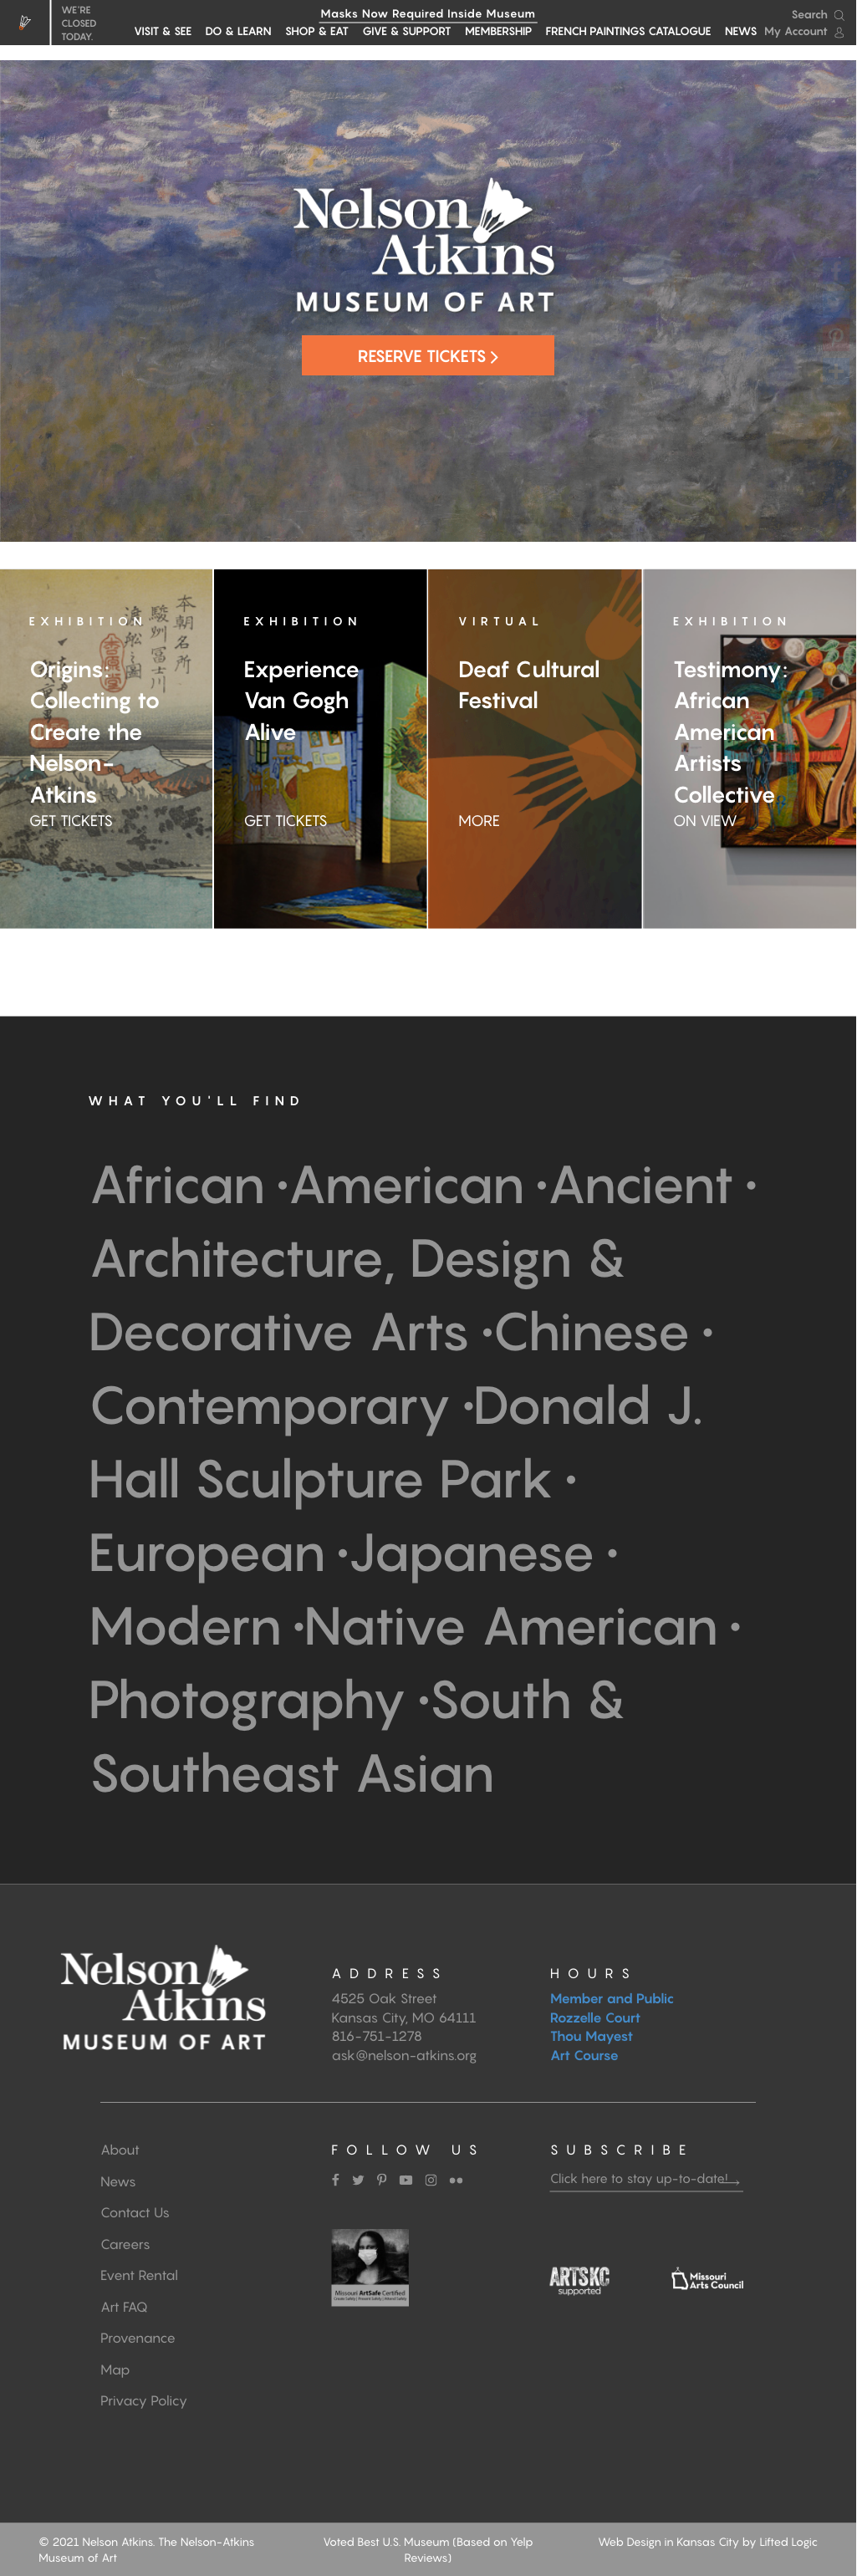 WE'RE
CLOSED
TODAY.
Masks Now Required Inside Museum
Search
VISIT & SEE DO & LEARN SHOP & EAT GIVE & SUPPORT MEMBERSHIP FRENCH PAINTINGS CATALOGUE NEWS My Account
Nelson
Atkins
MUSEUM OF ART
RESERVE TICKETS
EXHIBITION
Origins:
Collecting to
Create the
Nelson-
Atkins
GET TICKETS
本朝名所
駿州冨士
EXHIBITION
Experience
Van Gogh
Alive
GET TICKETS
VIRTUAL
Deaf Cultural
Festival
MORE
EXHIBITION
Testimony:
African
American
Artists
Collective
ON VIEW
WHAT YOU'LL FIND
African •American •Ancient •
Architecture, Design &
Decorative Arts •Chinese •
Contemporary •Donald J.
Hall Sculpture Park •
European •Japanese •
Modern •Native American •
Photography •South &
Southeast Asian
Nelson
Atkins
MUSEUM OF ART
ADDRESS
4525 Oak Street
Kansas City, MO 64111
816-751-1278
ask@nelson-atkins.org
HOURS
Member and Public
Rozzelle Court
Thou Mayest
Art Course
About
News
Contact Us
Careers
Event Rental
Art FAQ
Provenance
Map
Privacy Policy
FOLLOW US
Missouri ArtSafe Certified
SUBSCRIBE
Click here to stay up-to-date!
ARTSKC
supported
Missouri
Arts Council
© 2021 Nelson Atkins. The Nelson-Atkins
Museum of Art
Voted Best U.S. Museum (Based on Yelp
Reviews)
Web Design in Kansas City by Lifted Logic